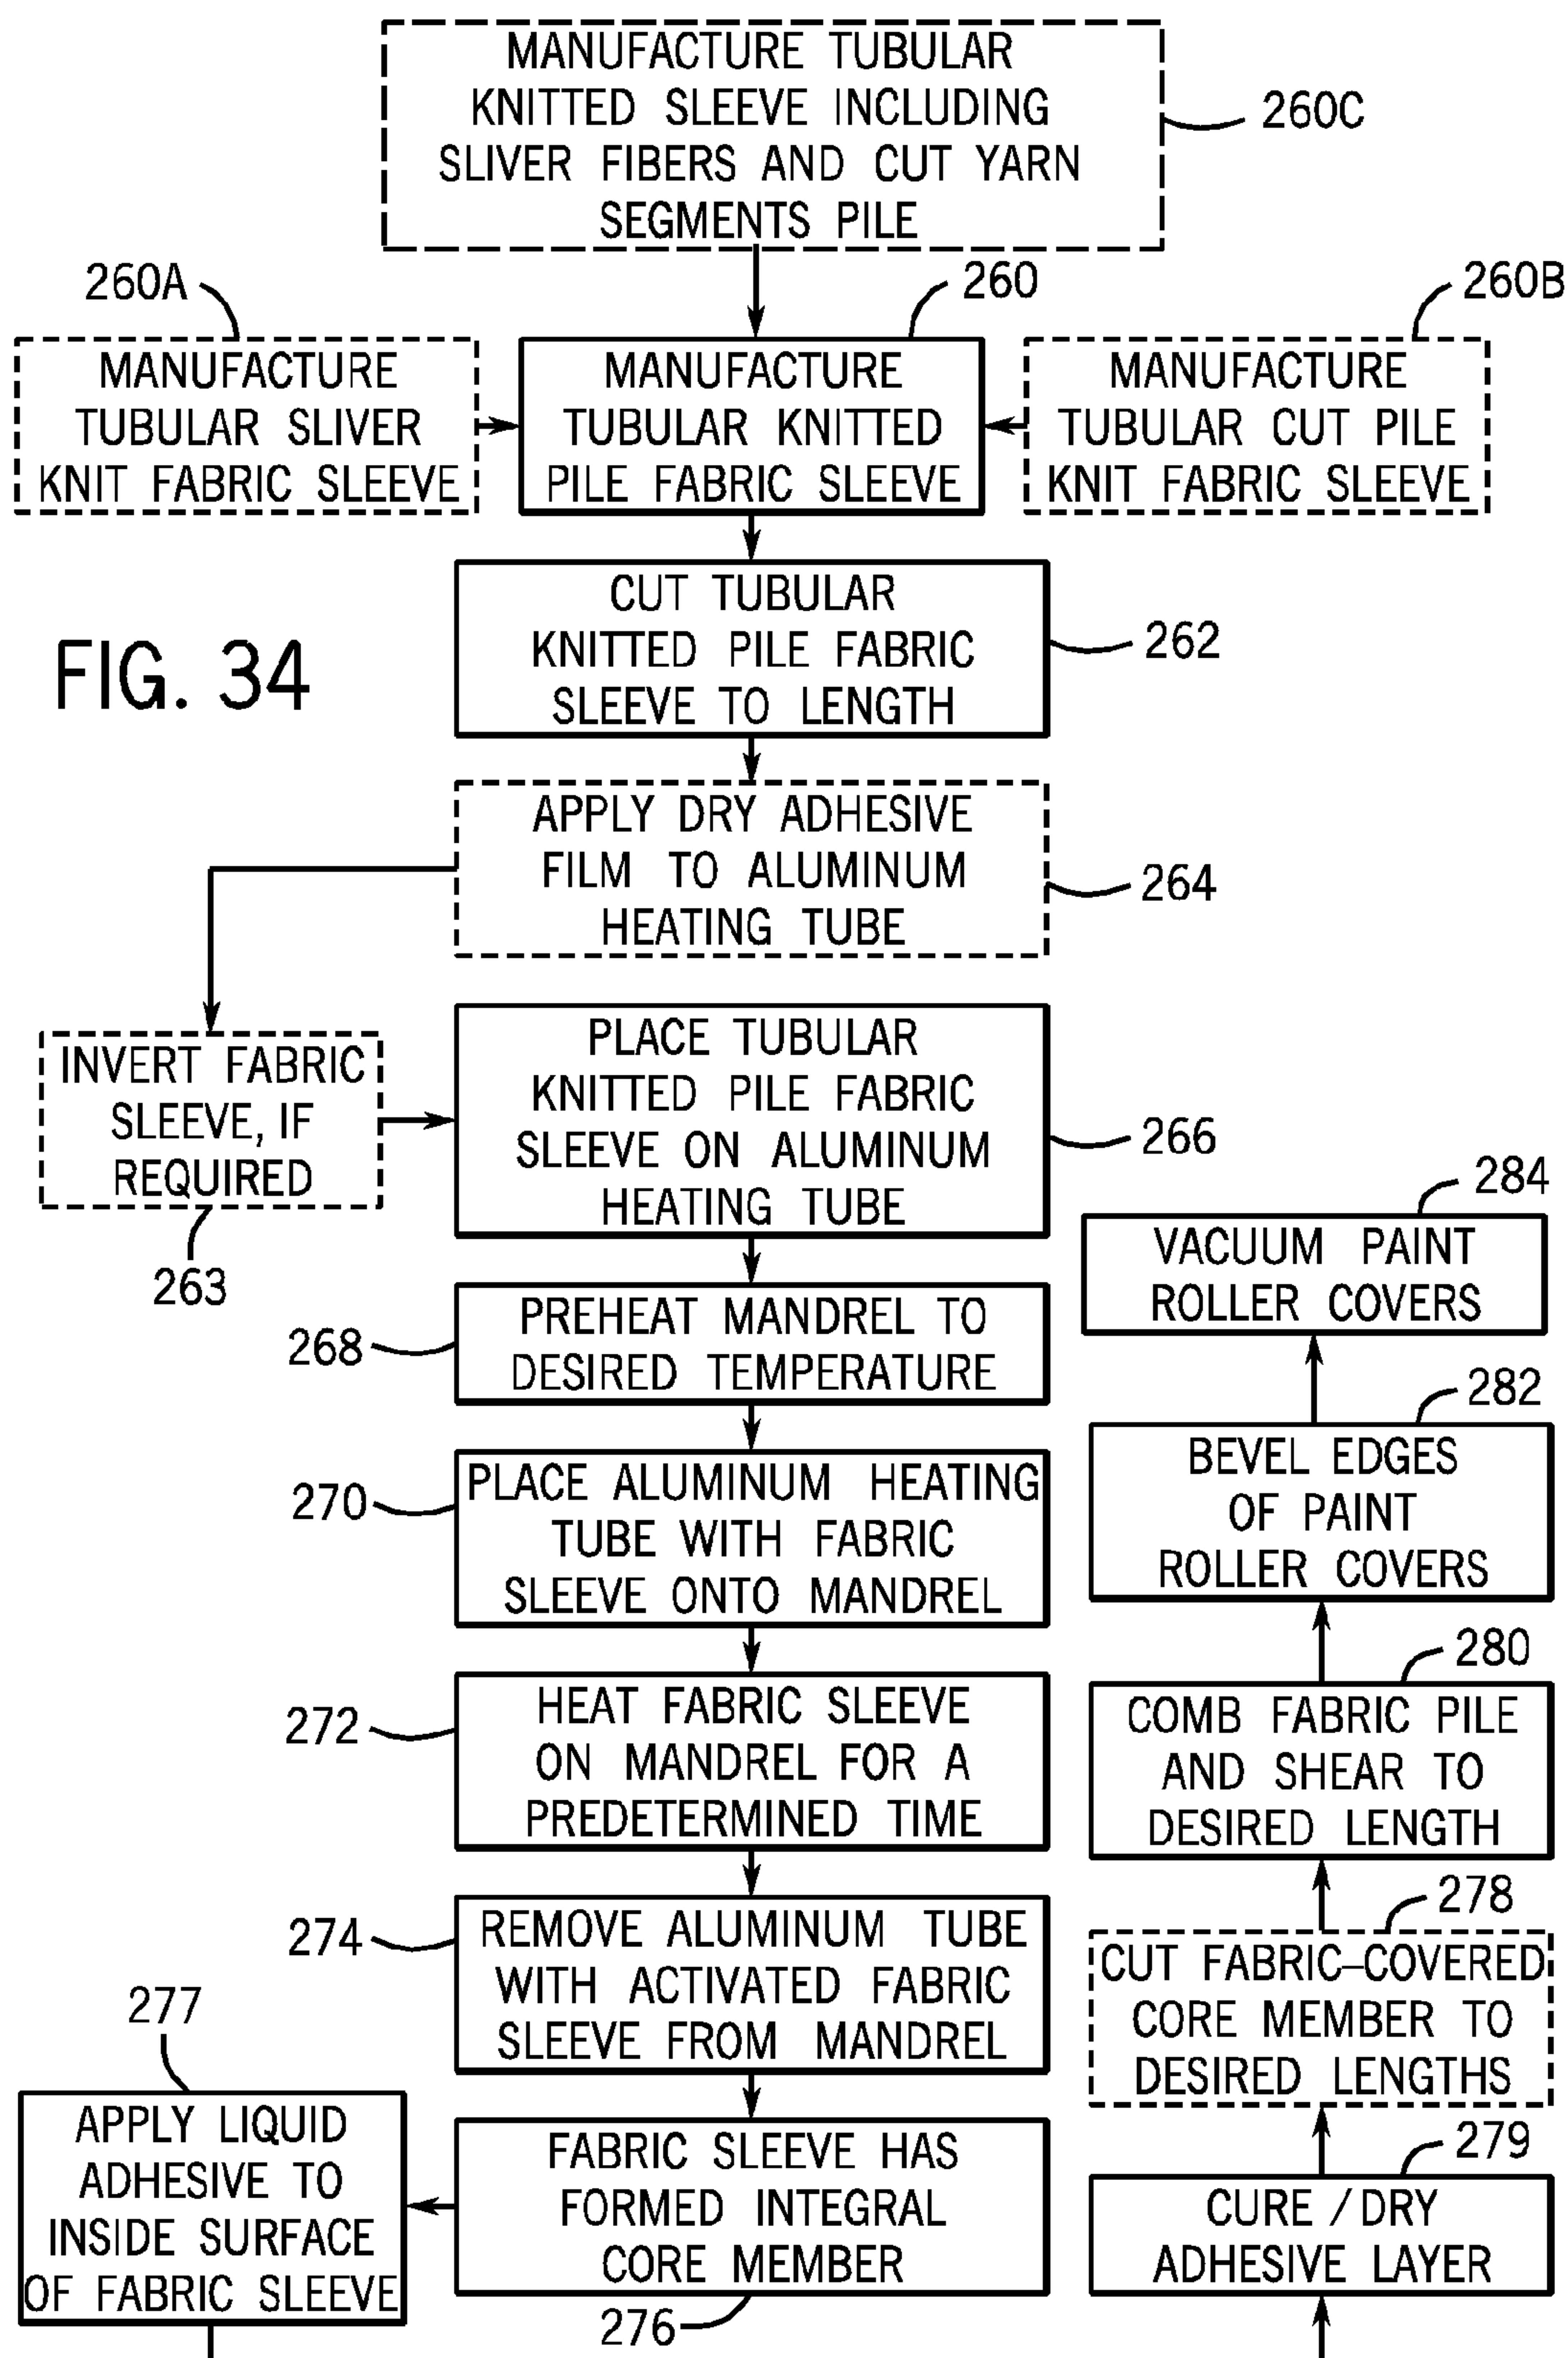 MANUFACTURE TUBULAR
KNITTED SLEEVE INCLUDING
SLIVER FIBERS AND CUT YARN
SEGMENTS PILE
260C
260A
260
260B
MANUFACTURE
TUBULAR SLIVER
KNIT FABRIC SLEEVE
MANUFACTURE
TUBULAR KNITTED
PILE FABRIC SLEEVE
MANUFACTURE
TUBULAR CUT PILE
KNIT FABRIC SLEEVE
FIG. 34
CUT TUBULAR
KNITTED PILE FABRIC
SLEEVE TO LENGTH
262
APPLY DRY ADHESIVE
FILM TO ALUMINUM
HEATING TUBE
264
INVERT FABRIC
SLEEVE, IF
REQUIRED
263
PLACE TUBULAR
KNITTED PILE FABRIC
SLEEVE ON ALUMINUM
HEATING TUBE
266
268
PREHEAT MANDREL TO
DESIRED TEMPERATURE
270
PLACE ALUMINUM HEATING
TUBE WITH FABRIC
SLEEVE ONTO MANDREL
272
HEAT FABRIC SLEEVE
ON MANDREL FOR A
PREDETERMINED TIME
274
REMOVE ALUMINUM TUBE
WITH ACTIVATED FABRIC
SLEEVE FROM MANDREL
FABRIC SLEEVE HAS
FORMED INTEGRAL
CORE MEMBER
276
277
APPLY LIQUID
ADHESIVE TO
INSIDE SURFACE
OF FABRIC SLEEVE
284
VACUUM PAINT
ROLLER COVERS
282
BEVEL EDGES
OF PAINT
ROLLER COVERS
280
COMB FABRIC PILE
AND SHEAR TO
DESIRED LENGTH
278
CUT FABRIC-COVERED
CORE MEMBER TO
DESIRED LENGTHS
279
CURE / DRY
ADHESIVE LAYER